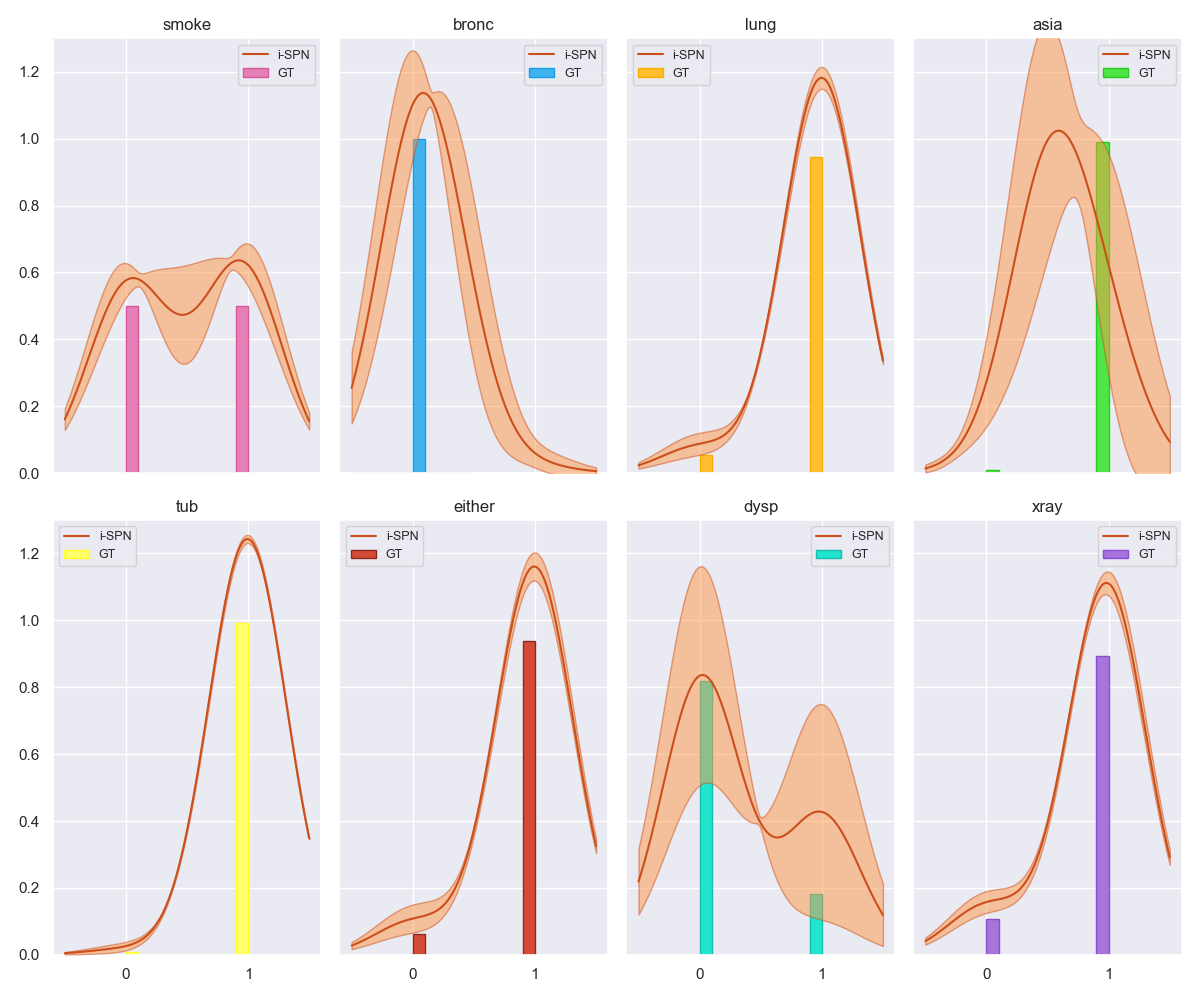 smoke
bronc
lung
asia
i-SPN
GT
i-SPN
GT
i-SPN
GT
i-SPN
GT
1.2
1.0
0.8
0.6
0.4
0.2
0.0
tub
either
dysp
xray
i-SPN
GT
i-SPN
GT
i-SPN
GT
i-SPN
GT
1.2
1.0
0.8
0.6
0.4
0.2
0.0
0 1 0 1 0 1 0 1